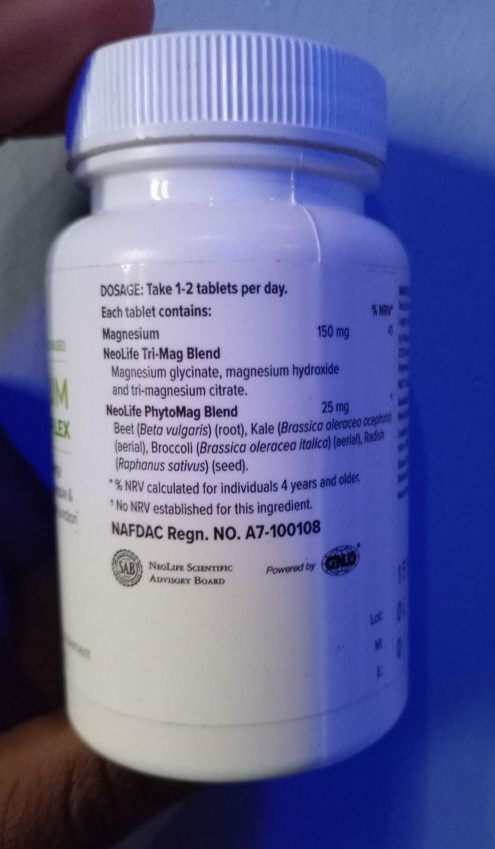 DOSAGE: Take 1-2 tablets per day.
Each tablet contains: % NRV*
Magnesium 150 mg
NeoLife Tri-Mag Blend
Magnesium glycinate, magnesium hydroxide
and tri-magnesium citrate.
NeoLife PhytoMag Blend 25 mg †
Beet (Beta vulgaris) (root), Kale (Brassica oleracea acephala)
(aerial), Broccoli (Brassica oleracea italica) (aerial), Radish
(Raphanus sativus) (seed).
* % NRV calculated for individuals 4 years and older.
† No NRV established for this ingredient.
NAFDAC Regn. NO. A7-100108
SAB NeoLife Scientific
Advisory Board
Powered by GNLD
Lot:
M:
E: